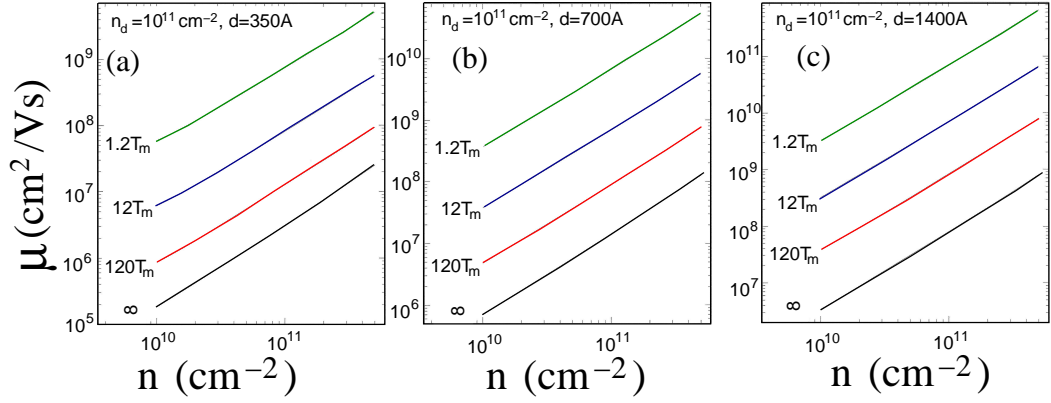 n_d = 10^11 cm^−2, d=350A
(a)
10^9
10^8
10^7
10^6
10^5
1.2T_m
12T_m
120T_m
∞
10^10
10^11
n (cm^−2)
μ(cm^2/Vs)
n_d = 10^11 cm^−2, d=700A
(b)
10^10
10^9
10^8
10^7
10^6
1.2T_m
12T_m
120T_m
∞
10^10
10^11
n (cm^−2)
n_d = 10^11 cm^−2, d=1400A
(c)
10^11
10^10
10^9
10^8
10^7
1.2T_m
12T_m
120T_m
∞
10^10
10^11
n (cm^−2)